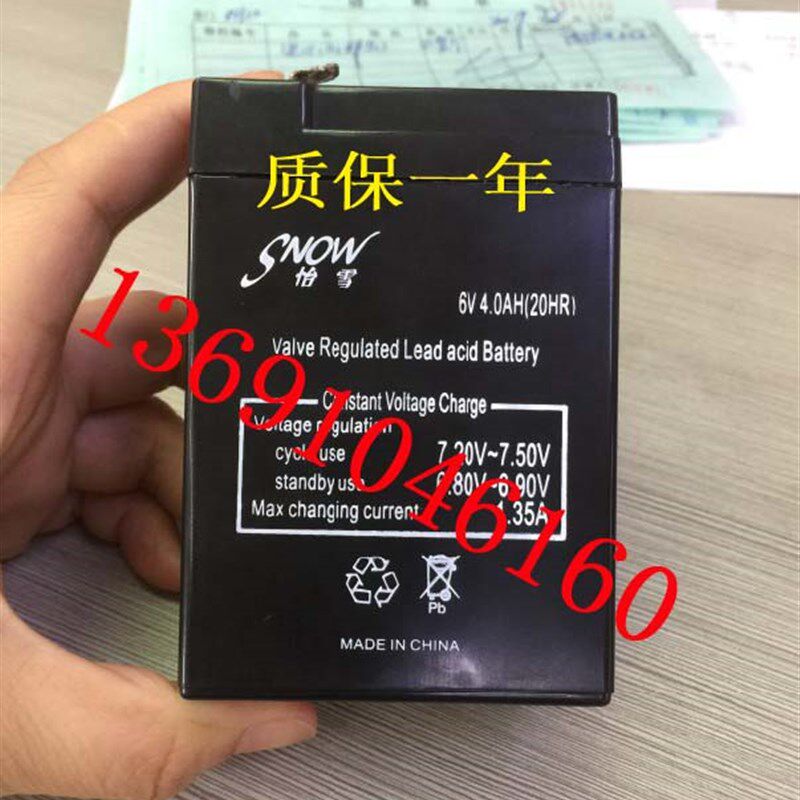 质保一年
SNOW
怡雪
6V 4.0AH(20HR)
Valve Regulated Lead acid Battery
Constant Voltage Charge
Voltage regulation
cycle use 7.20V~7.50V
standby use 6.80V~6.90V
Max changing current 1.35A
13691046160
Pb
MADE IN CHINA